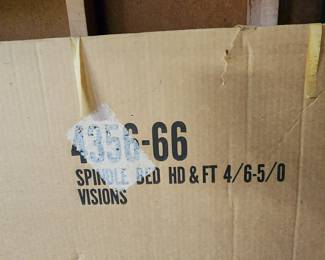 4356-66
SPINDLE BED HD & FT 4/6-5/0
VISIONS